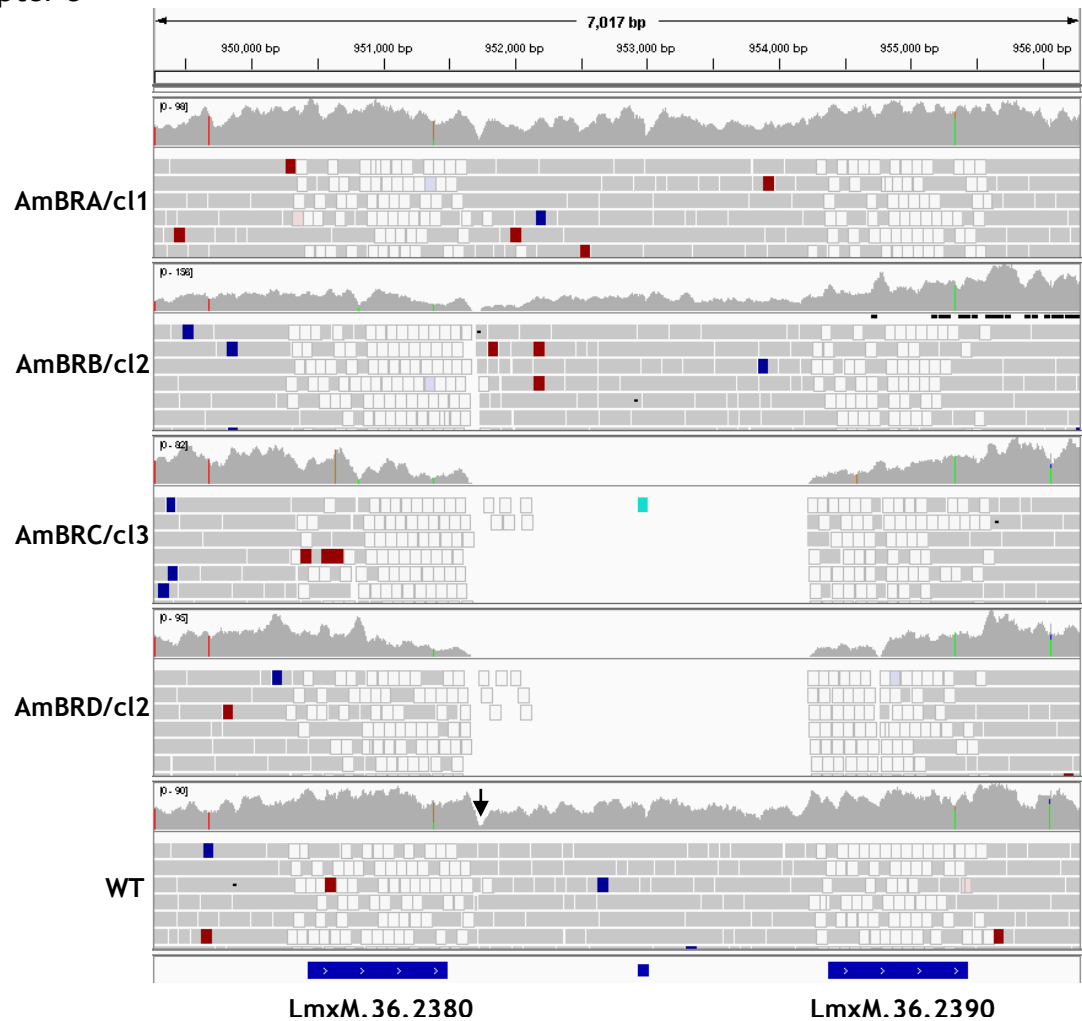 7,017 bp
950,000 bp 951,000 bp 952,000 bp 953,000 bp 954,000 bp 955,000 bp 956,000 bp
[0 - 98]
AmBRA/cl1
[0 - 156]
AmBRB/cl2
[0 - 82]
AmBRC/cl3
[0 - 95]
AmBRD/cl2
[0 - 90]
WT
LmxM.36.2380 LmxM.36.2390